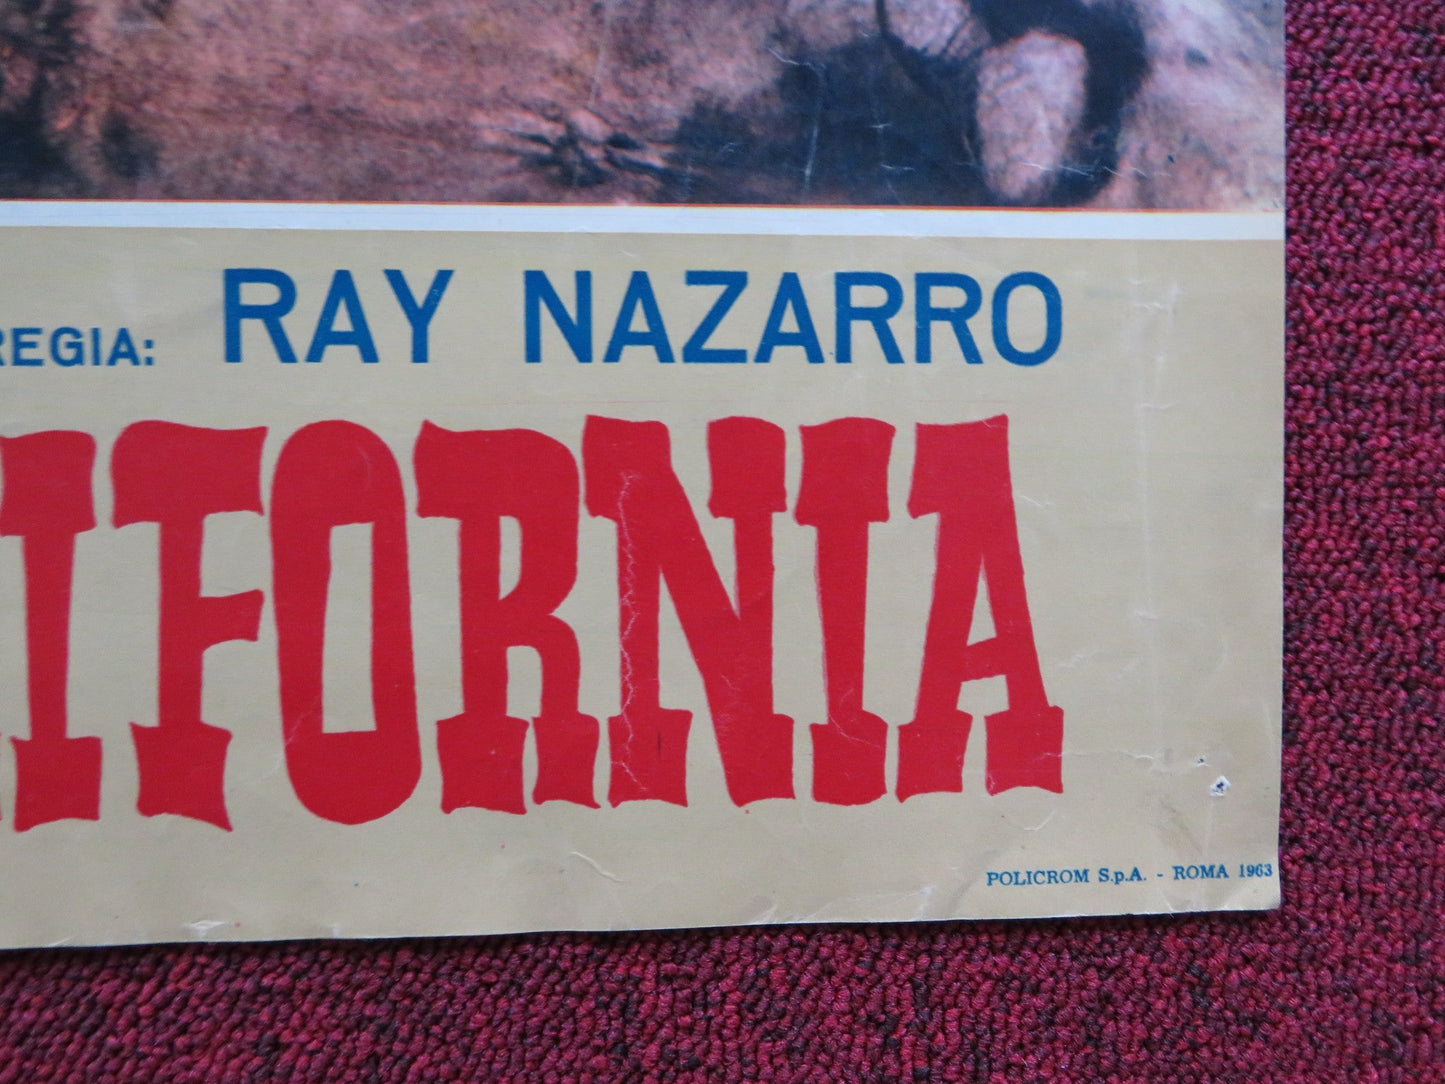 REGIA: RAY NAZARRO
IFORNIA
POLICROM S.p.A. - ROMA 1963